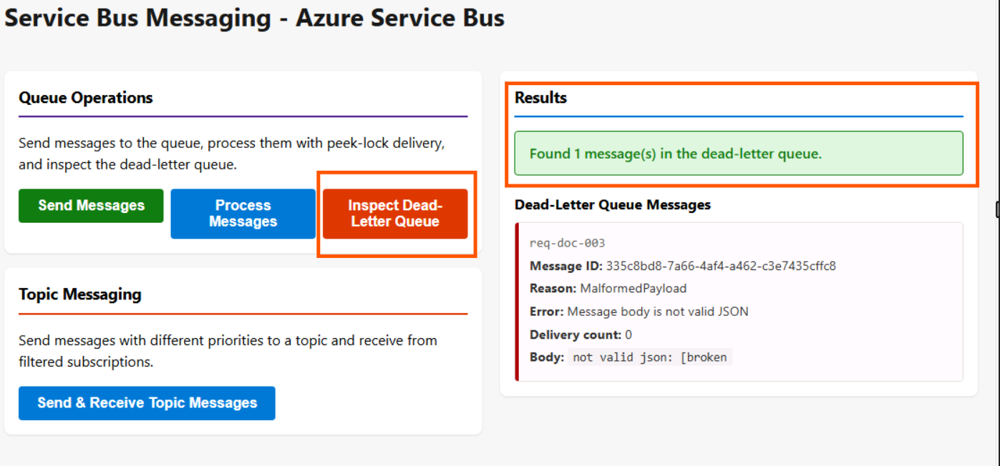 Service Bus Messaging - Azure Service Bus
Queue Operations
Send messages to the queue, process them with peek-lock delivery,
and inspect the dead-letter queue.
Send Messages
Process
Messages
Inspect Dead-
Letter Queue
Topic Messaging
Send messages with different priorities to a topic and receive from
filtered subscriptions.
Send & Receive Topic Messages
Results
Found 1 message(s) in the dead-letter queue.
Dead-Letter Queue Messages
req-doc-003
Message ID: 335c8bd8-7a66-4af4-a462-c3e7435cffc8
Reason: MalformedPayload
Error: Message body is not valid JSON
Delivery count: 0
Body: not valid json: [broken